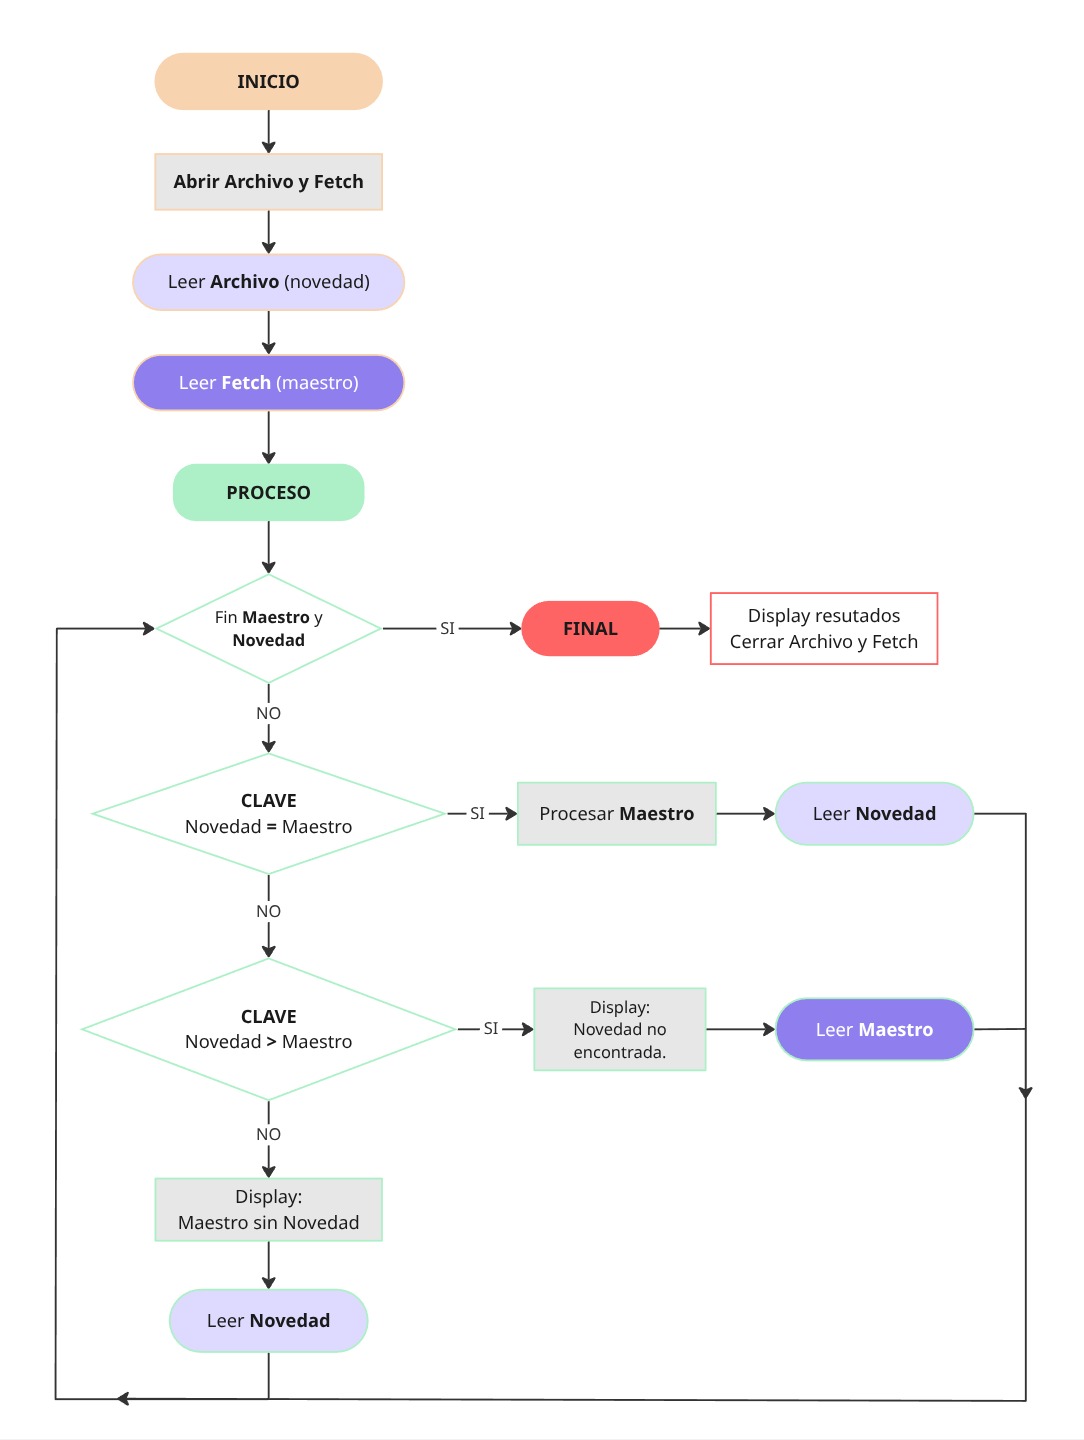 INICIO
Abrir Archivo y Fetch
Leer Archivo (novedad)
Leer Fetch (maestro)
PROCESO
Fin Maestro y
Novedad
SI
FINAL
Display resutados
Cerrar Archivo y Fetch
NO
CLAVE
Novedad = Maestro
SI
Procesar Maestro
Leer Novedad
NO
CLAVE
Novedad > Maestro
SI
Display:
Novedad no
encontrada.
Leer Maestro
NO
Display:
Maestro sin Novedad
Leer Novedad